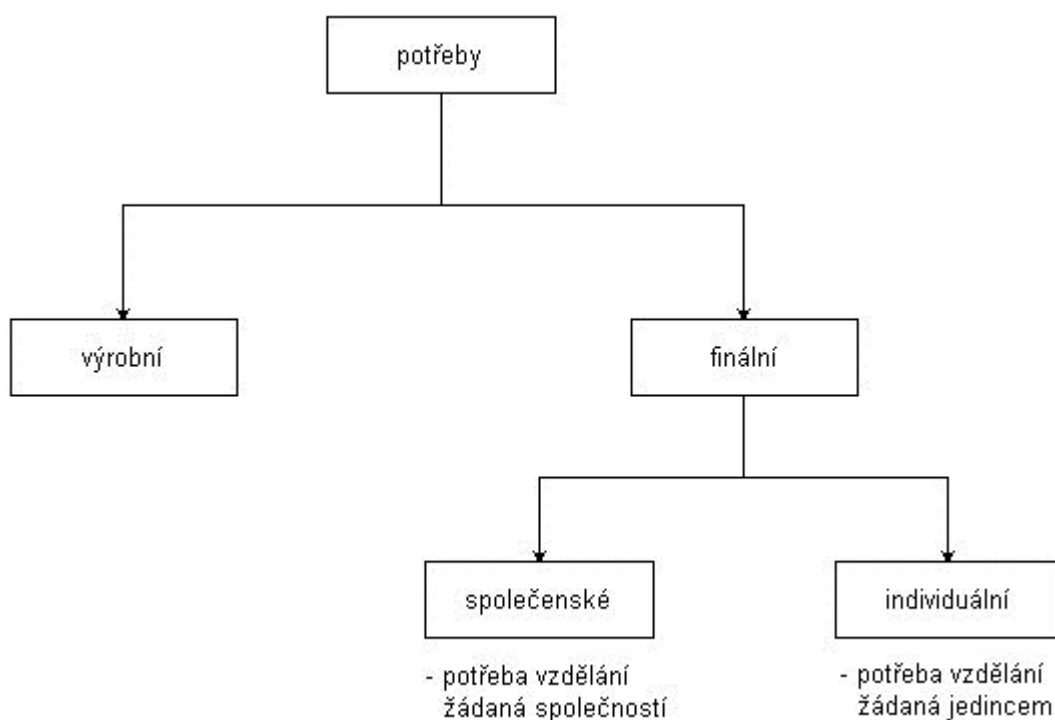 potřeby
výrobní
finální
společenské
individuální
- potřeba vzdělání
žádaná společností
- potřeba vzdělání
žádaná jedincem